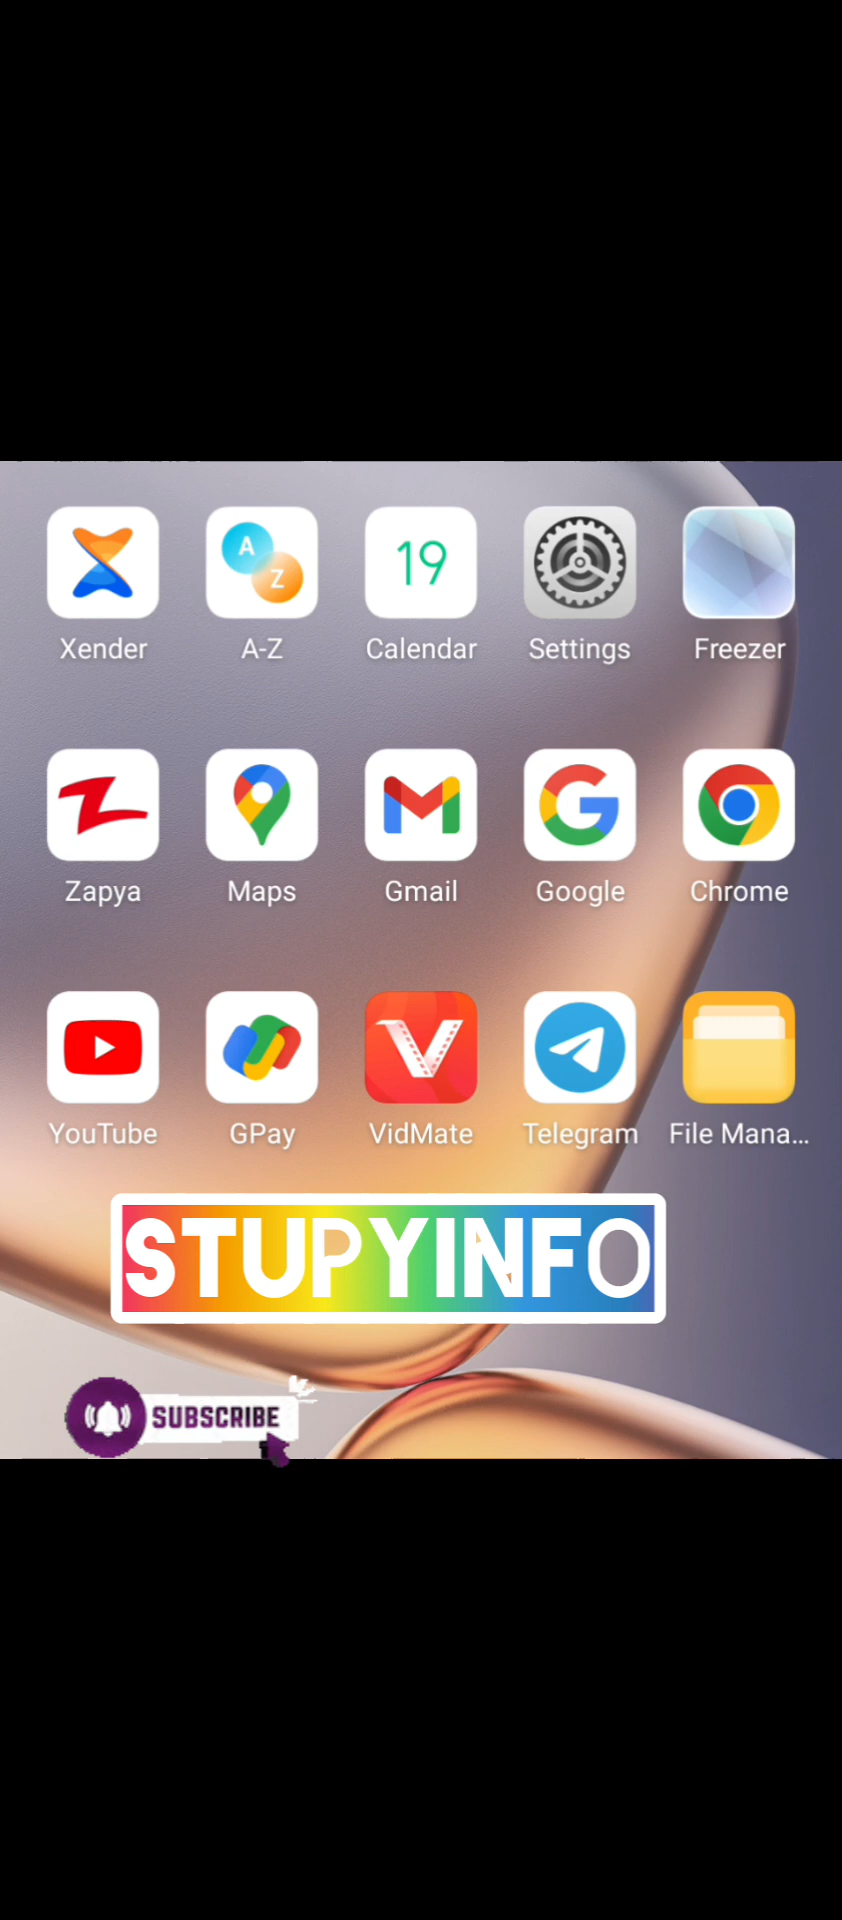 A
Z
19
Xender A-Z Calendar Settings Freezer
Zapya Maps Gmail Google Chrome
YouTube GPay VidMate Telegram File Mana...
STUPYINFO
SUBSCRIBE